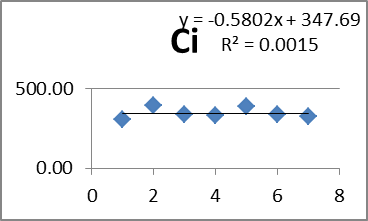 y = -0.5802x + 347.69
Ci
R² = 0.0015
500.00
0.00
0 2 4 6 8